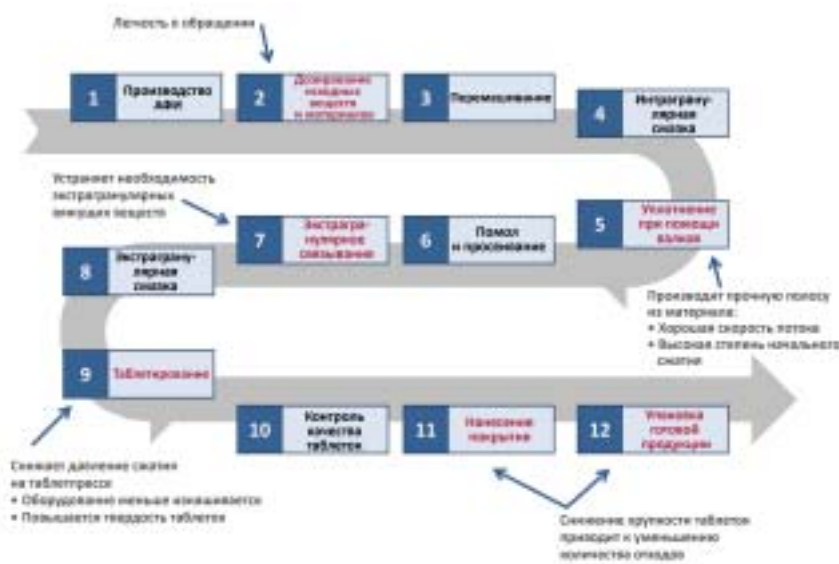 Легкость в обращении
1 Производство
АФИ
2 Дозирование
исходных
веществ
и материалов
3 Перемешивание
4 Интаграну-
лярная
смазка
Устраняет необходимость
экстрагранулярных
вяжущих веществ
5 Уплотнение
при помощи
валков
6 Помол
и просеивание
7 Экстрагра-
нулярное
связывание
8 Экстраграну-
лярная
смазка
Производит прочную полосу
из материала:
• Хорошая скорость потока
• Высокая степень начального
сжатия
9 Таблетирование
10 Контроль
качества
таблеток
11 Нанесение
покрытия
12 Упаковка
готовой
продукции
Снижает давление сжатия
на таблетпрессе
• Оборудование меньше изнашивается
• Повышается твердость таблеток
Снижение хрупкости таблеток
приводит к уменьшению
количества отходов